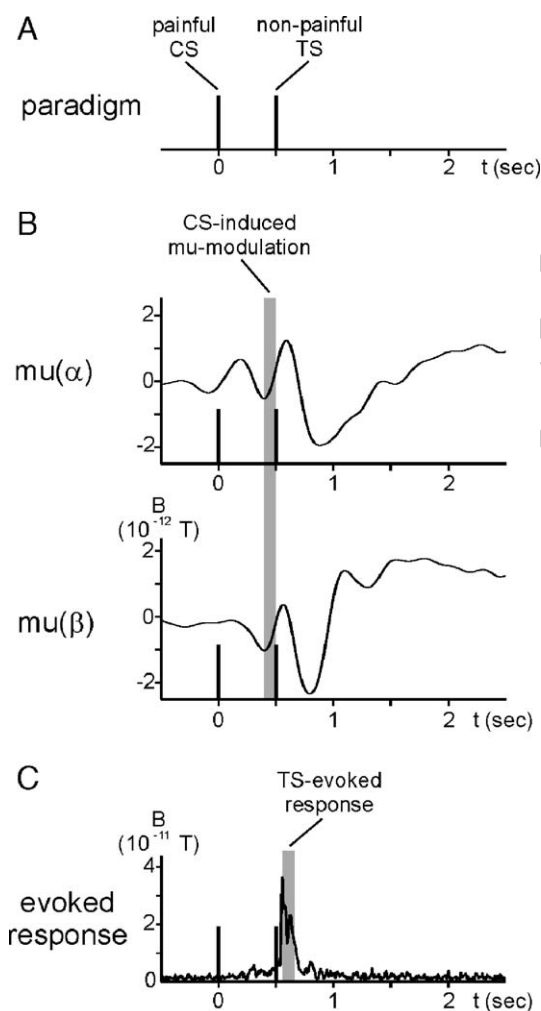 A
painful
CS
non-painful
TS
paradigm
0 1 2 t (sec)
B
CS-induced
mu-modulation
mu(α)
2
0
-2
0 1 2
B
(10⁻¹² T)
mu(β)
2
0
-2
0 1 2 t (sec)
C
TS-evoked
response
B
(10⁻¹¹ T)
evoked
response
4
2
0
0 1 2 t (sec)